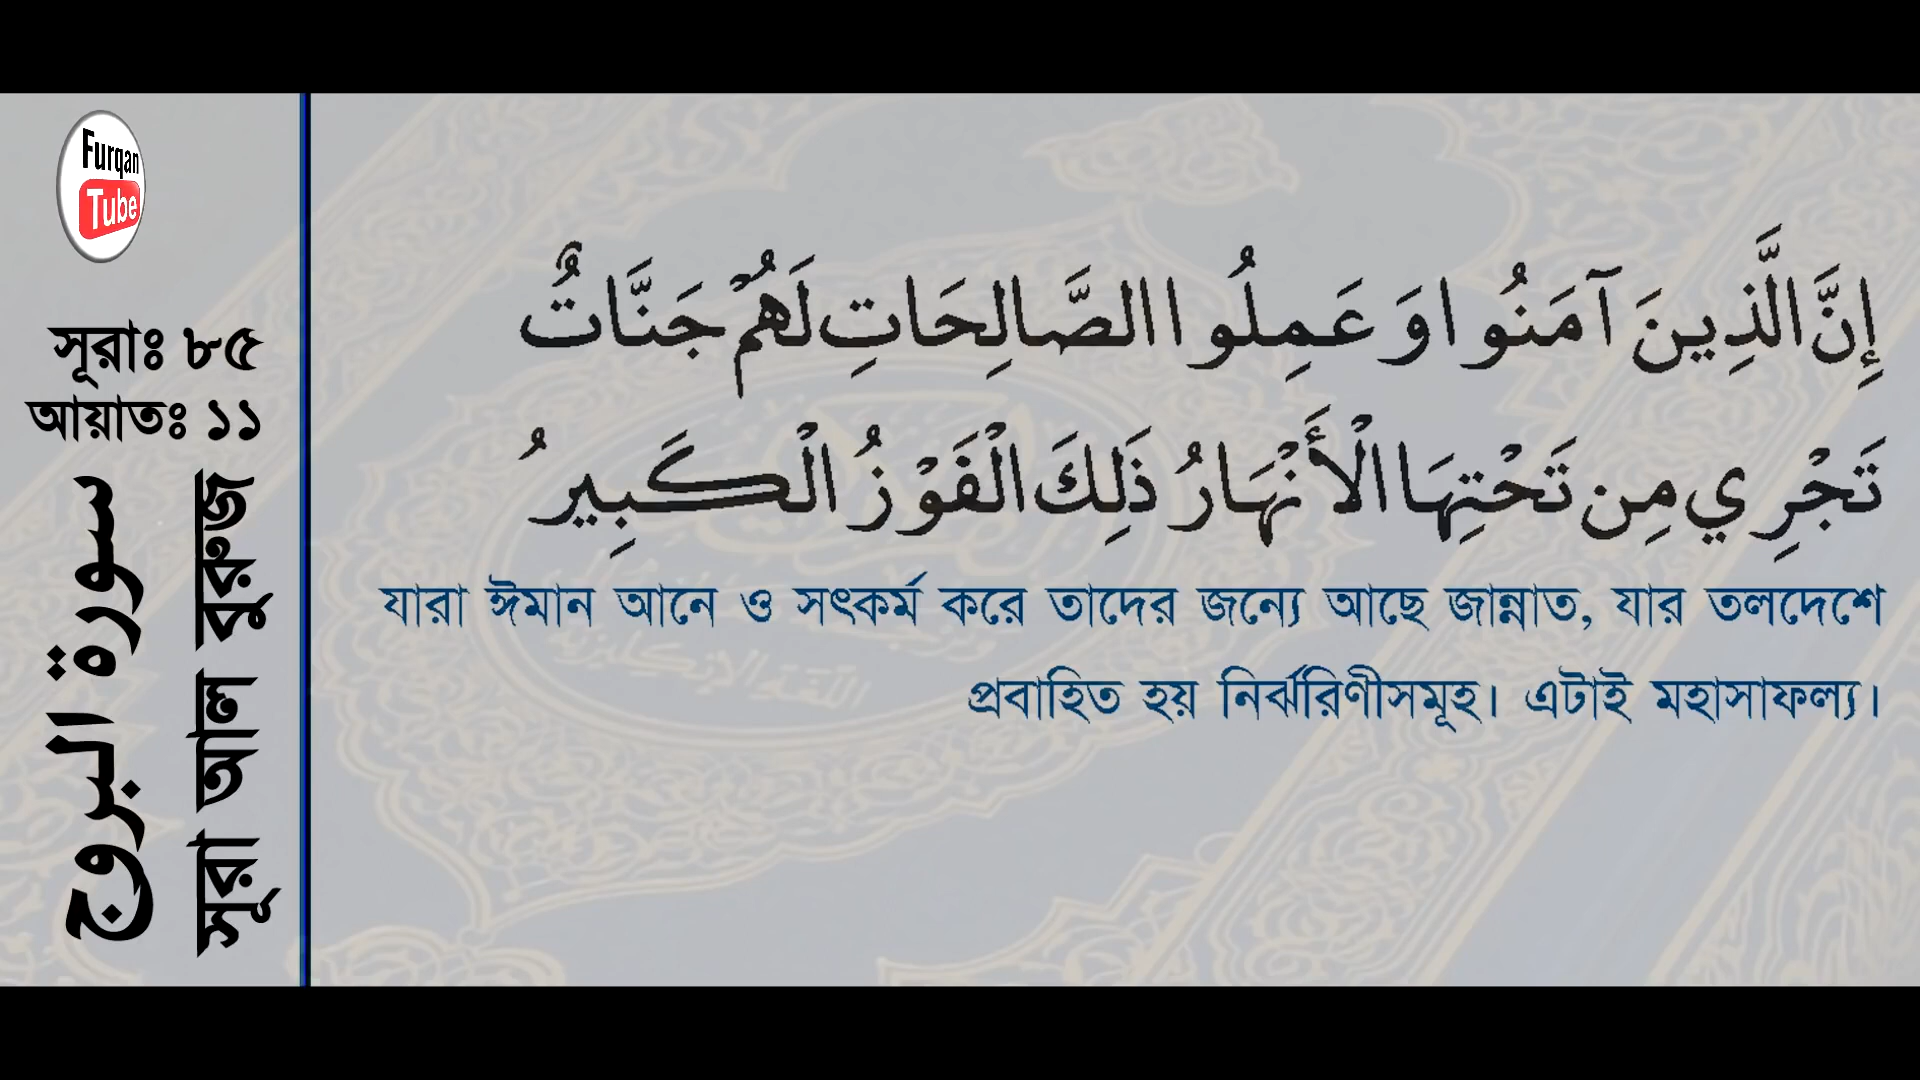 Furqan
Tube
সূরাঃ ৮৫
আয়াতঃ ১১
سورة البروج
সূরা আল বুরুজ
إِنَّ الَّذِينَ آمَنُوا وَعَمِلُوا الصَّالِحَاتِ لَهُمْ جَنَّاتٌ
تَجْرِي مِن تَحْتِهَا الْأَنْهَارُ ذَلِكَ الْفَوْزُ الْكَبِيرُ
যারা ঈমান আনে ও সৎকর্ম করে তাদের জন্যে আছে জান্নাত, যার তলদেশে
প্রবাহিত হয় নির্ঝরিণীসমূহ। এটাই মহাসাফল্য।